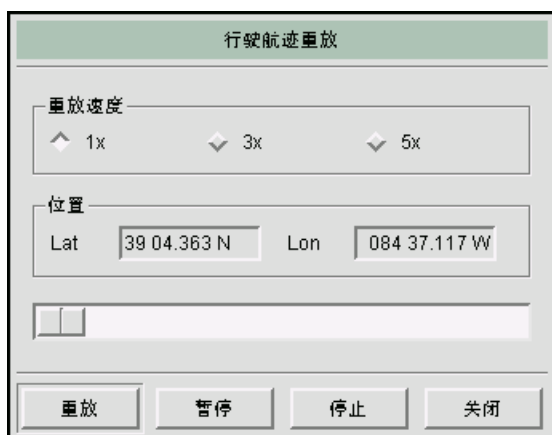 行驶航迹重放
重放速度
1x 3x 5x
位置
Lat 39 04.363 N Lon 084 37.117 W
重放 暂停 停止 关闭